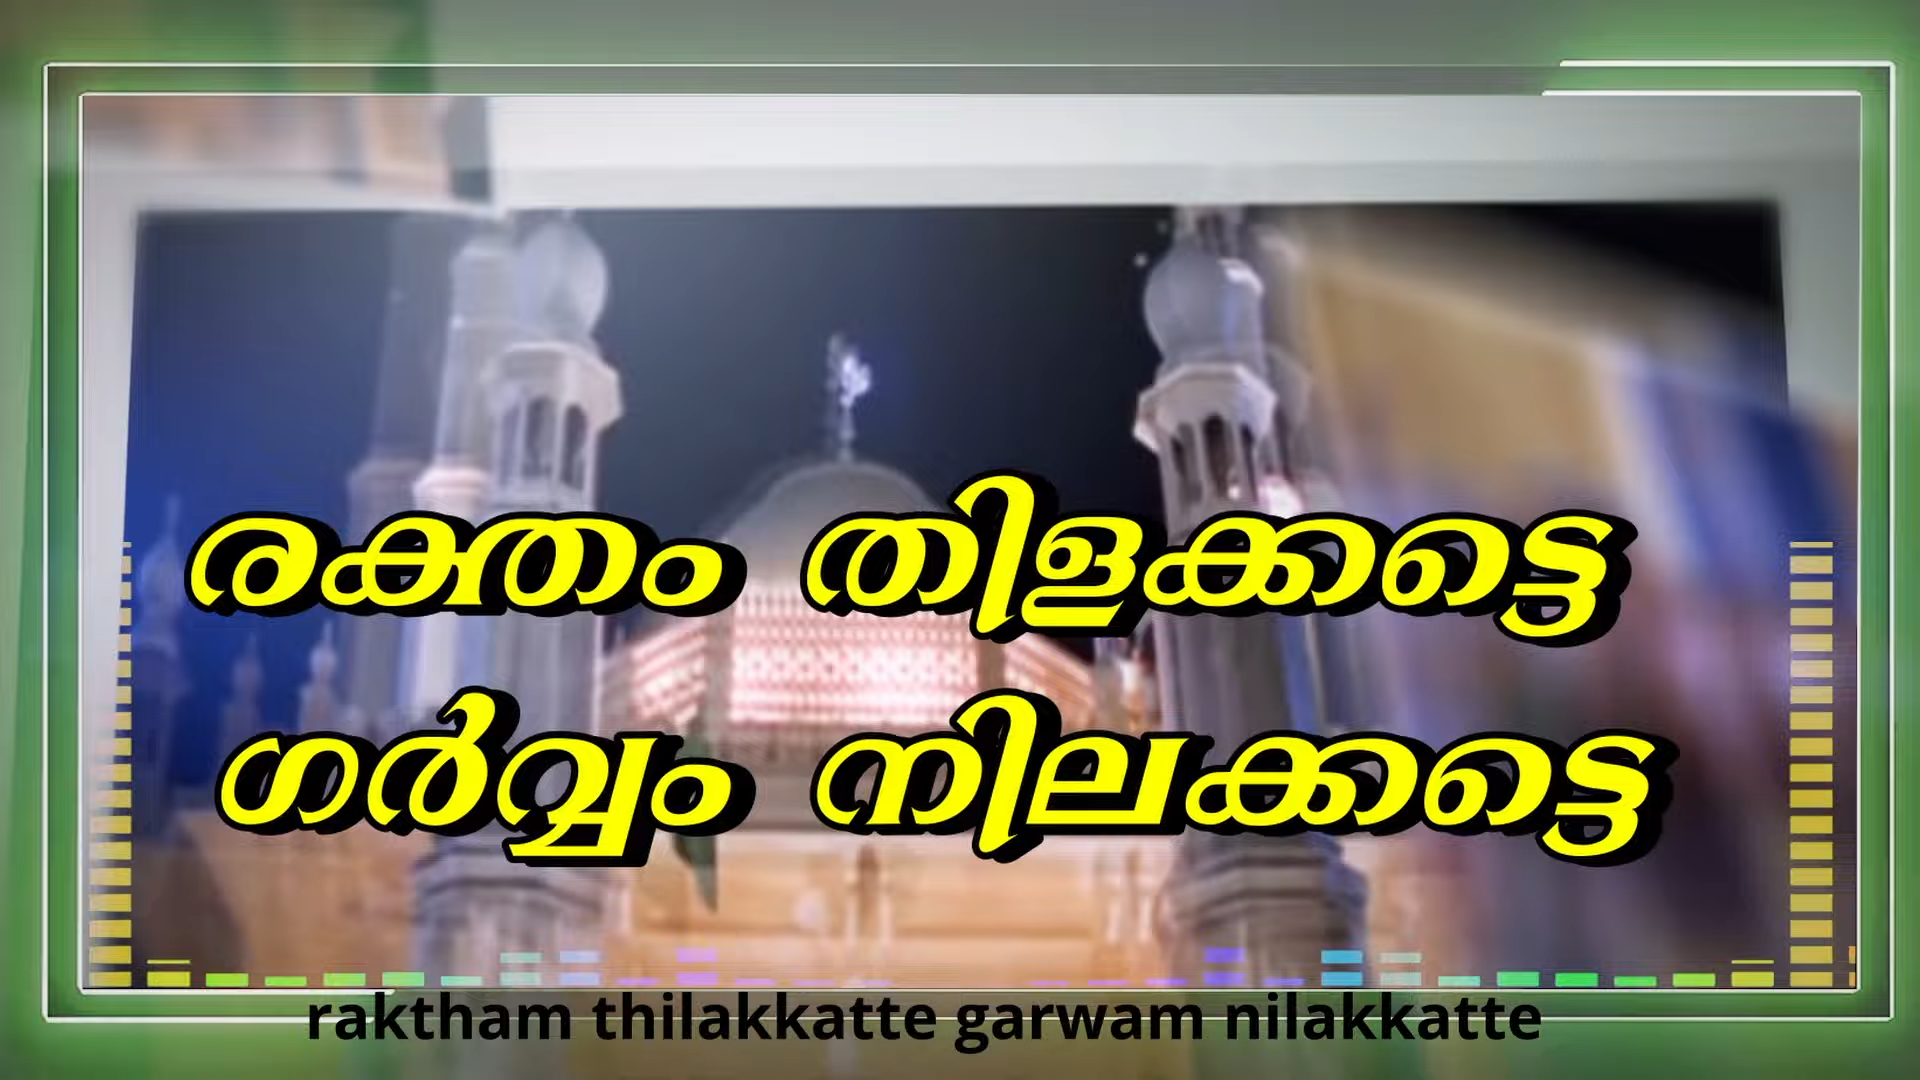 രക്തം തിളക്കട്ടെ
ഗർവ്വം നിലക്കട്ടെ
raktham thilakkatte garwam nilakkatte